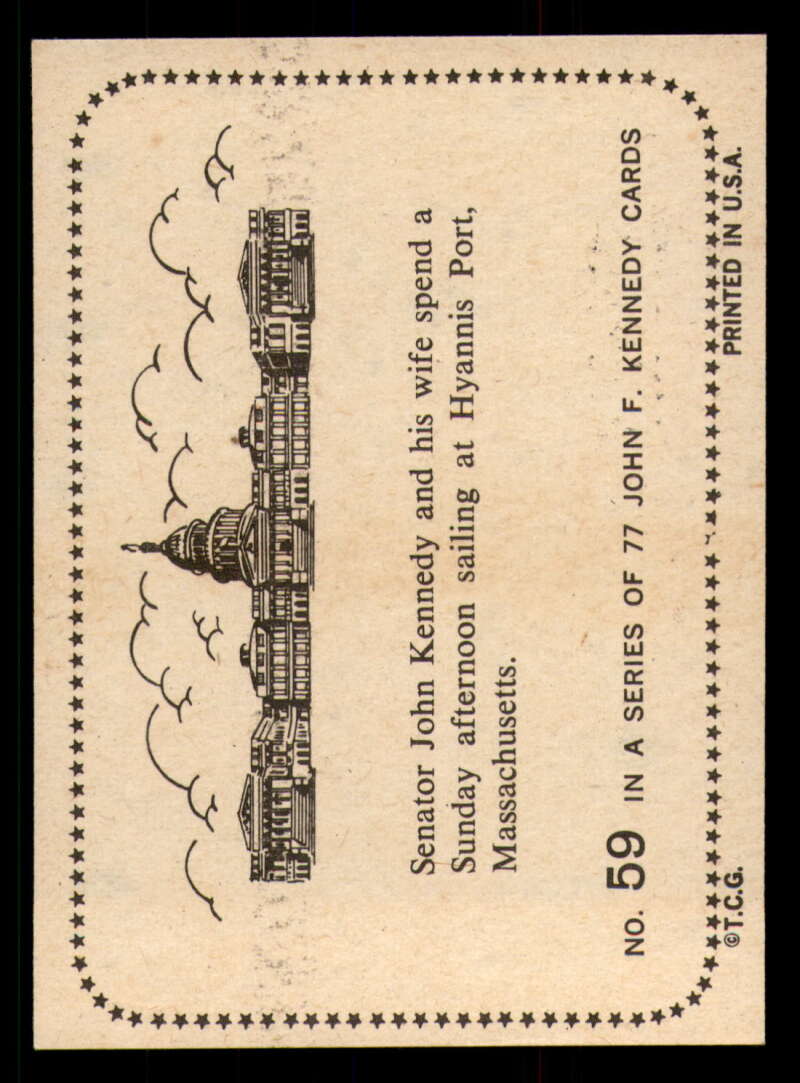 Senator John Kennedy and his wife spend a
Sunday afternoon sailing at Hyannis Port,
Massachusetts.
NO. 59 IN A SERIES OF 77 JOHN F. KENNEDY CARDS
©T.C.G. PRINTED IN U.S.A.